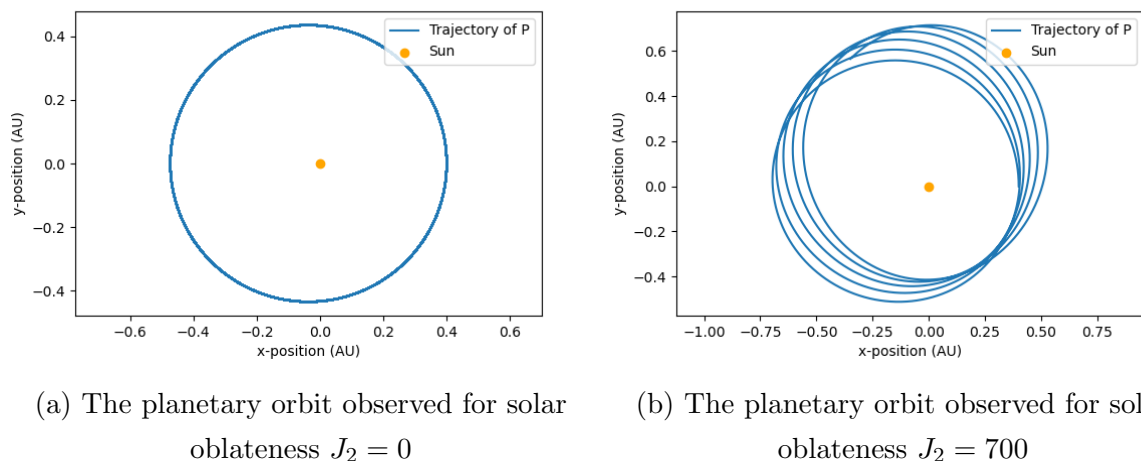 0.4
0.2
0.0
−0.2
−0.4
y-position (AU)
−0.6 −0.4 −0.2 0.0 0.2 0.4 0.6
x-position (AU)
Trajectory of P
Sun
(a) The planetary orbit observed for solar
oblateness J₂ = 0
0.6
0.4
0.2
0.0
−0.2
−0.4
y-position (AU)
−1.00 −0.75 −0.50 −0.25 0.00 0.25 0.50 0.75
x-position (AU)
Trajectory of P
Sun
(b) The planetary orbit observed for sol
oblateness J₂ = 700